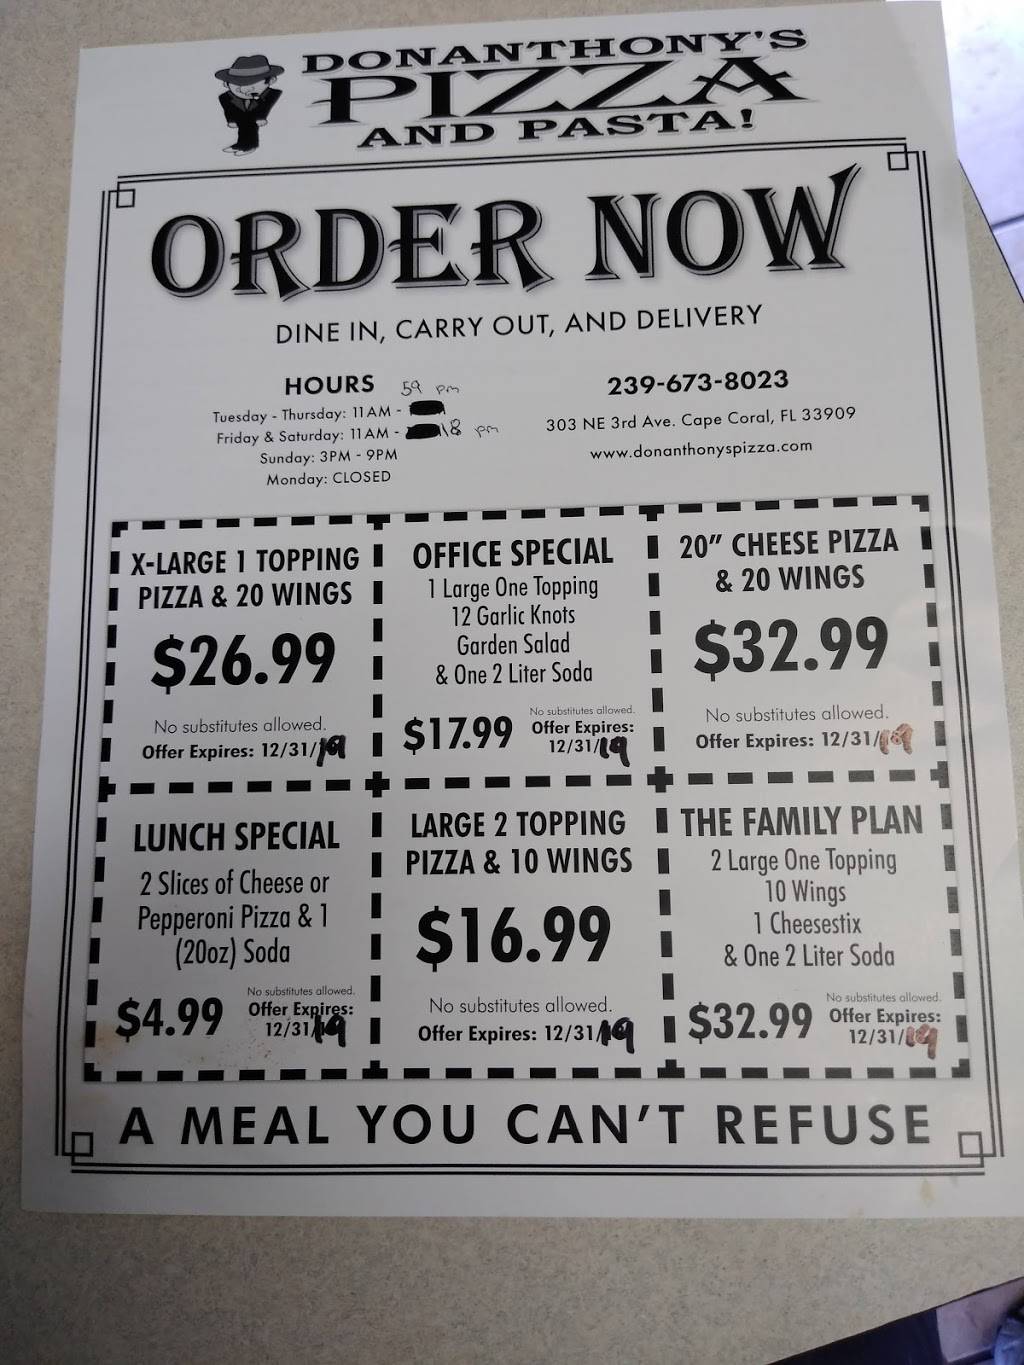 DONANTHONY'S
PIZZA
AND PASTA!
ORDER NOW
DINE IN, CARRY OUT, AND DELIVERY
HOURS
pm
Tuesday - Thursday: 11AM -
Friday & Saturday: 11AM - 8 pm
Sunday: 3PM - 9PM
Monday: CLOSED
239-673-8023
303 NE 3rd Ave. Cape Coral, FL 33909
www.donanthonyspizza.com
X-LARGE 1 TOPPING
PIZZA & 20 WINGS
$26.99
No substitutes allowed.
Offer Expires: 12/31/19
OFFICE SPECIAL
1 Large One Topping
12 Garlic Knots
Garden Salad
& One 2 Liter Soda
$17.99
No substitutes allowed.
Offer Expires:
12/31/19
20” CHEESE PIZZA
& 20 WINGS
$32.99
No substitutes allowed.
Offer Expires: 12/31/19
LUNCH SPECIAL
2 Slices of Cheese or
Pepperoni Pizza & 1
(20oz) Soda
$4.99
No substitutes allowed.
Offer Expires:
12/31/19
LARGE 2 TOPPING
PIZZA & 10 WINGS
$16.99
No substitutes allowed.
Offer Expires: 12/31/19
THE FAMILY PLAN
2 Large One Topping
10 Wings
1 Cheesestix
& One 2 Liter Soda
$32.99
No substitutes allowed.
Offer Expires:
12/31/19
A MEAL YOU CAN'T REFUSE